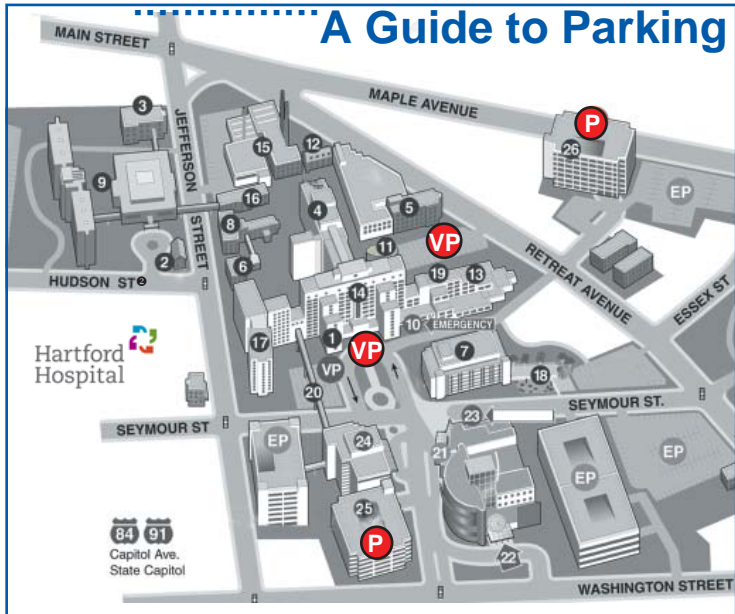 A Guide to Parking
MAIN STREET
MAPLE AVENUE
P
26
EP
3
JEFFERSON
STREET
15
12
9
16
4
5
8
11
VP
RETREAT AVENUE
ESSEX ST
2
6
HUDSON ST 2
19
13
14
10
EMERGENCY
Hartford
Hospital
17
1
VP
VP
7
18
20
SEYMOUR ST.
SEYMOUR ST
23
EP
24
21
EP
EP
25
P
84
91
Capitol Ave.
State Capitol
22
WASHINGTON STREET